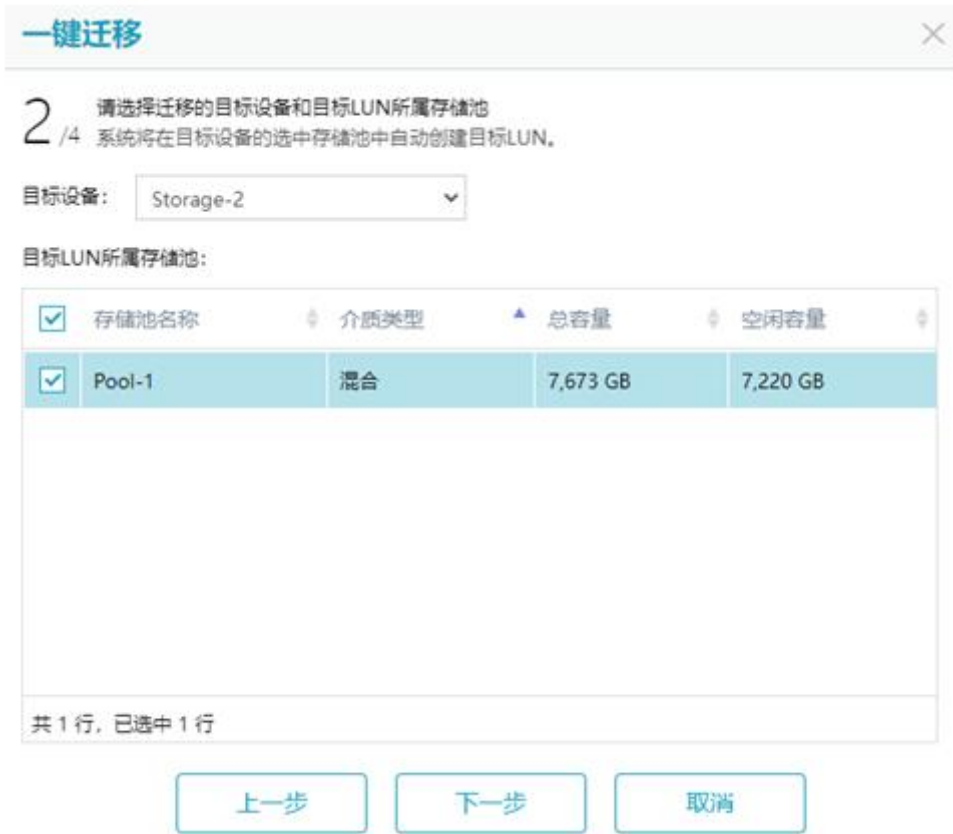 一键迁移
2/4 请选择迁移的目标设备和目标LUN所属存储池
系统将在目标设备的选中存储池中自动创建目标LUN。
目标设备： Storage-2
目标LUN所属存储池：
存储池名称 介质类型 总容量 空闲容量
Pool-1 混合 7,673 GB 7,220 GB
共 1 行，已选中 1 行
上一步 下一步 取消